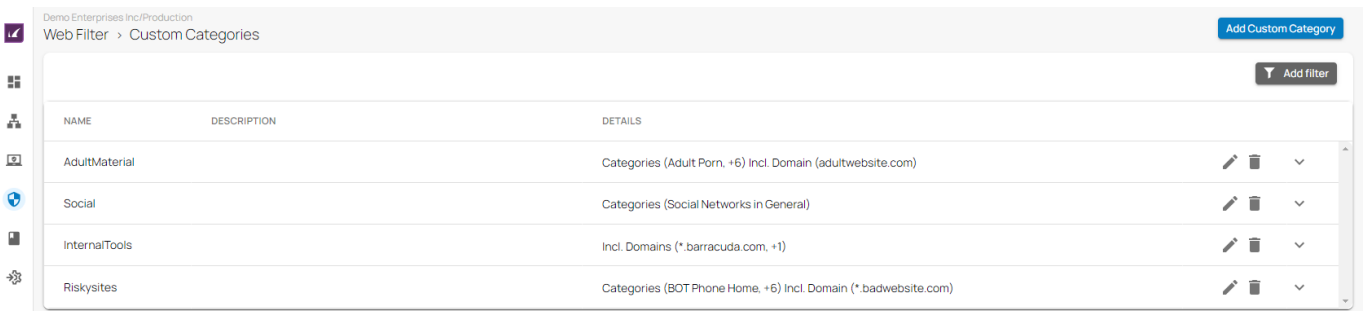 Demo Enterprises Inc/Production
Web Filter > Custom Categories
Add Custom Category
Add filter
NAME DESCRIPTION DETAILS
AdultMaterial Categories (Adult Porn, +6) Incl. Domain (adultwebsite.com)
Social Categories (Social Networks in General)
InternalTools Incl. Domains (*.barracuda.com, +1)
Riskysites Categories (BOT Phone Home, +6) Incl. Domain (*.badwebsite.com)